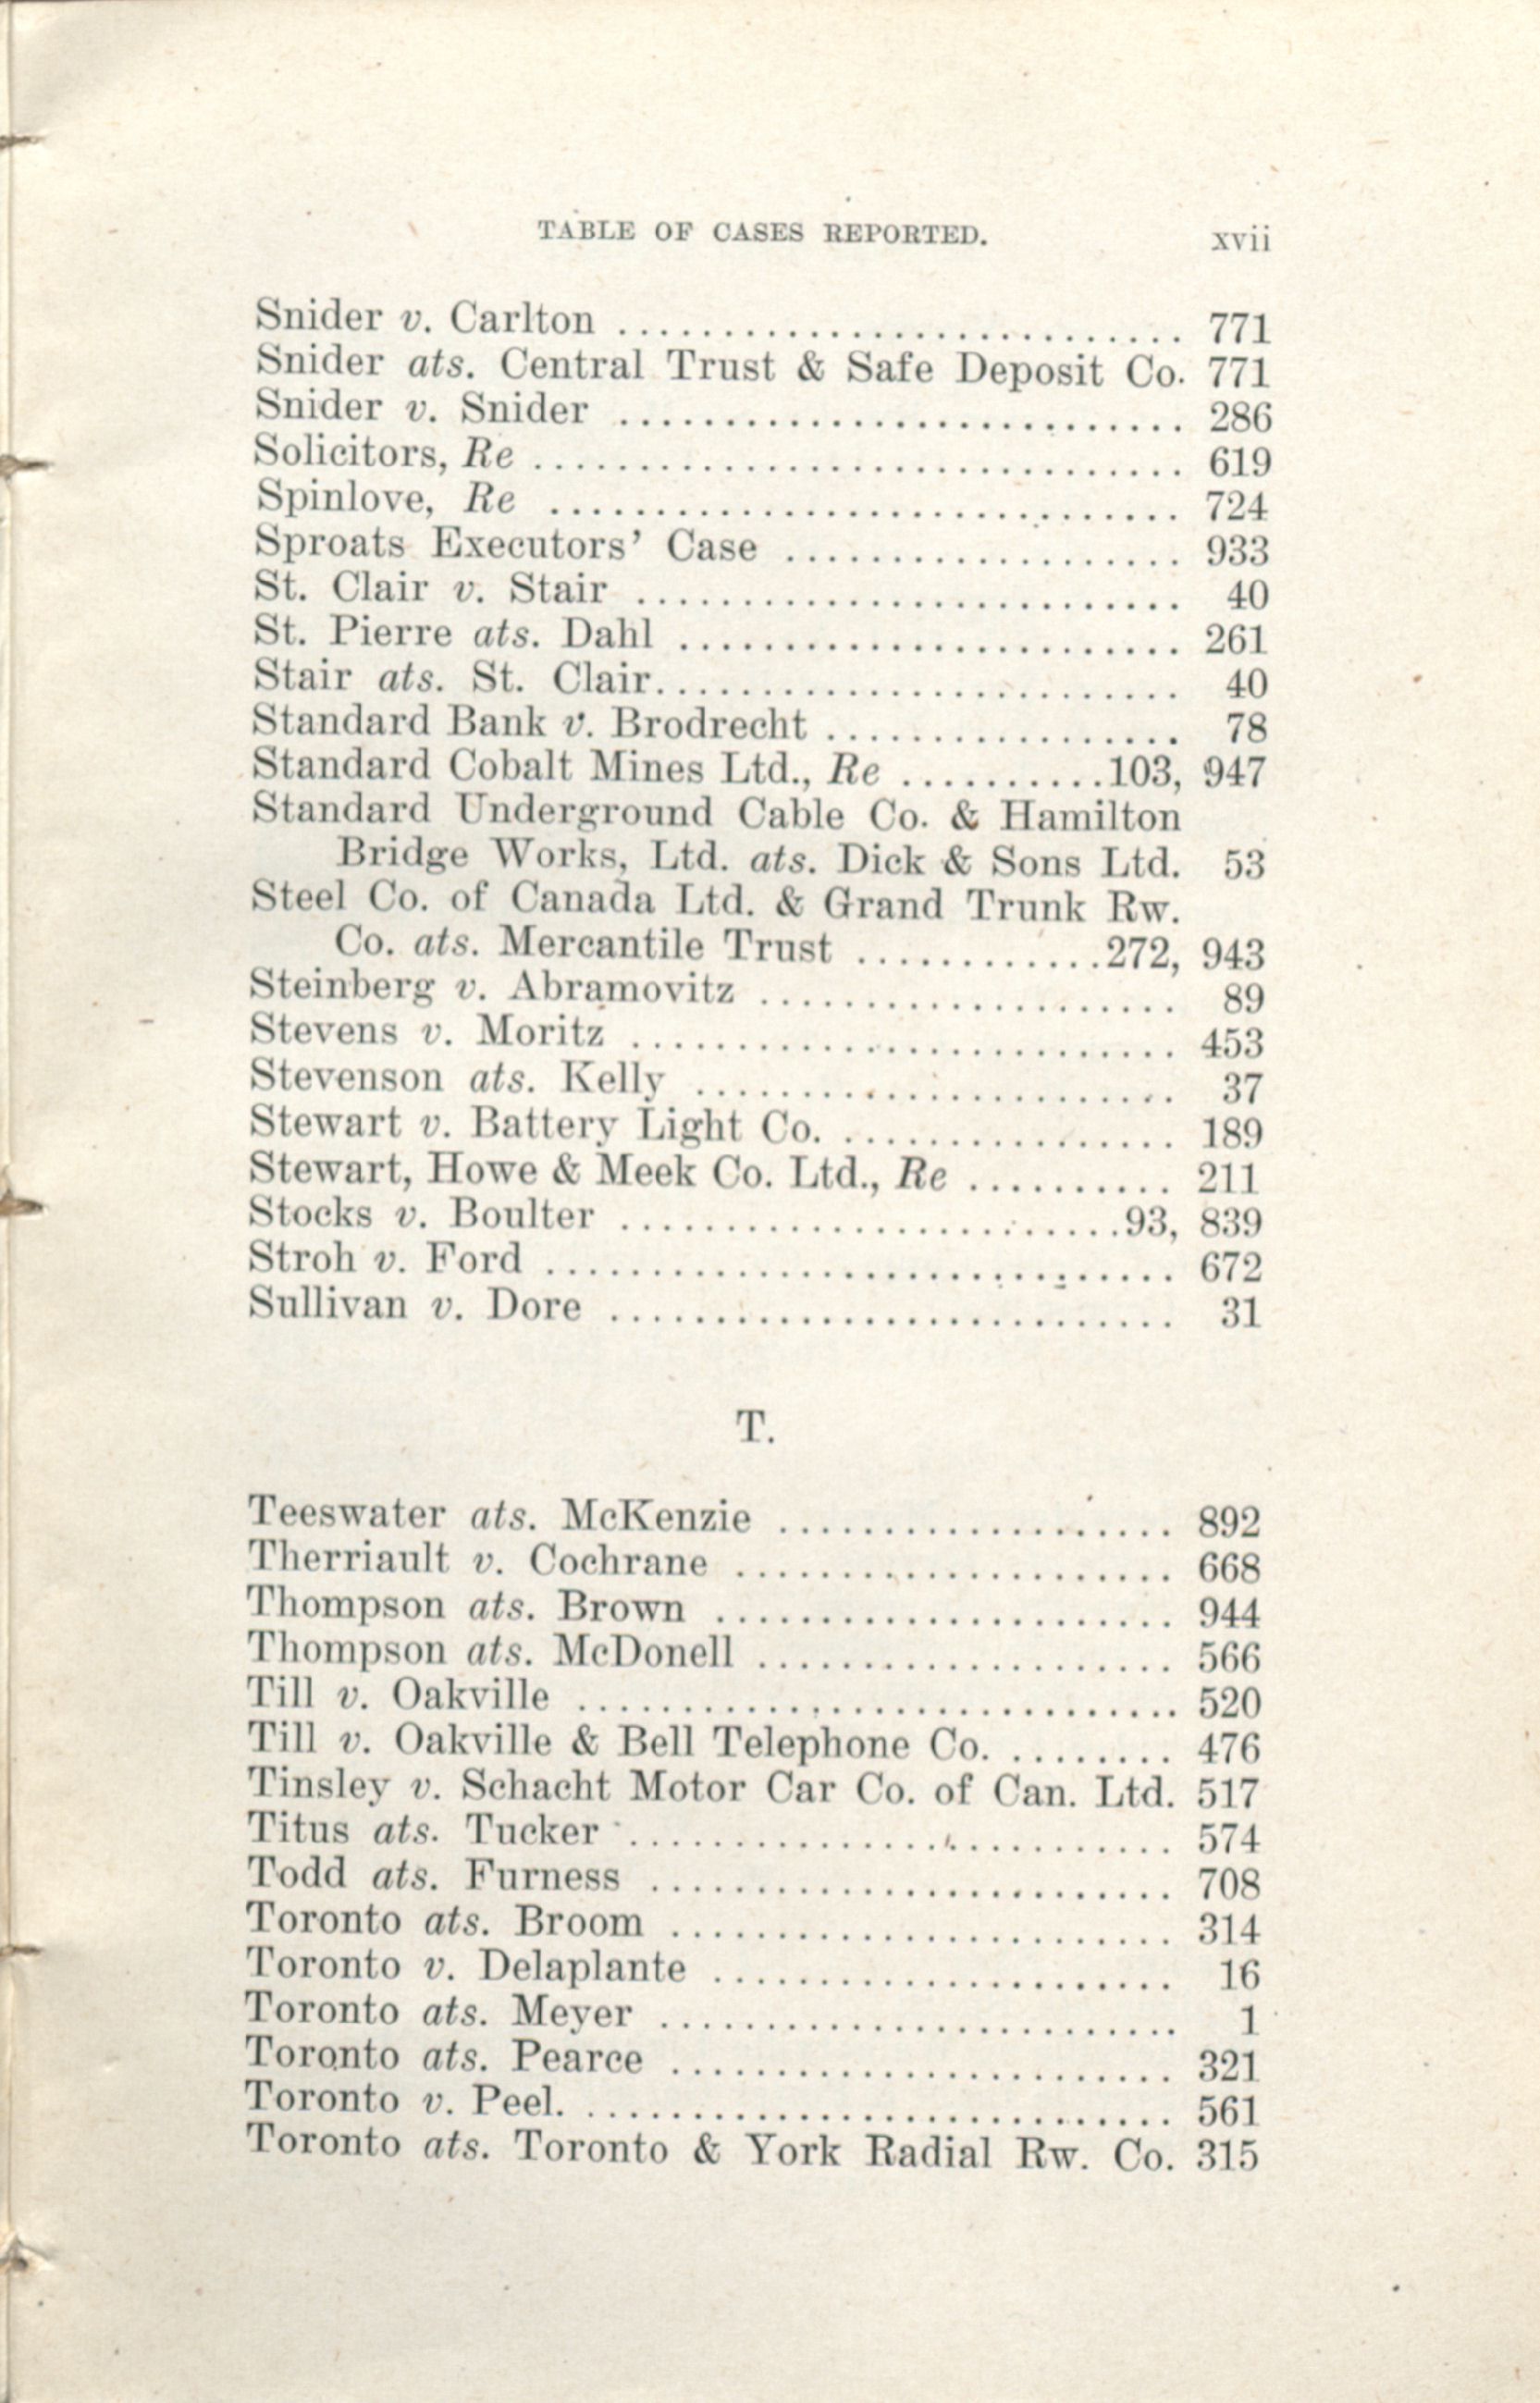 TABLE OF CASES REPORTED. xvii
Snider v. Carlton ........................... 771
Snider ats. Central Trust & Safe Deposit Co. 771
Snider v. Snider ........................... 286
Solicitors, Re ............................... 619
Spinlove, Re .............................. 724
Sproats Executors' Case ................... 933
St. Clair v. Stair .......................... 40
St. Pierre ats. Dahl ........................ 261
Stair ats. St. Clair......................... 40
Standard Bank v. Brodrecht ................. 78
Standard Cobalt Mines Ltd., Re ..........103, 947
Standard Underground Cable Co. & Hamilton
Bridge Works, Ltd. ats. Dick & Sons Ltd. 53
Steel Co. of Canada Ltd. & Grand Trunk Rw.
Co. ats. Mercantile Trust ............272, 943
Steinberg v. Abramovitz .................... 89
Stevens v. Moritz .......................... 453
Stevenson ats. Kelly ....................... 37
Stewart v. Battery Light Co. ................ 189
Stewart, Howe & Meek Co. Ltd., Re .......... 211
Stocks v. Boulter ........................93, 839
Stroh v. Ford .............................. 672
Sullivan v. Dore ........................... 31
T.
Teeswater ats. McKenzie ................... 892
Therriault v. Cochrane ..................... 668
Thompson ats. Brown ...................... 944
Thompson ats. McDonell .................... 566
Till v. Oakville ............................. 520
Till v. Oakville & Bell Telephone Co. ........ 476
Tinsley v. Schacht Motor Car Co. of Can. Ltd. 517
Titus ats. Tucker .......................... 574
Todd ats. Furness ......................... 708
Toronto ats. Broom ........................ 314
Toronto v. Delaplante ...................... 16
Toronto ats. Meyer ......................... 1
Toronto ats. Pearce ........................ 321
Toronto v. Peel. ............................ 561
Toronto ats. Toronto & York Radial Rw. Co. 315